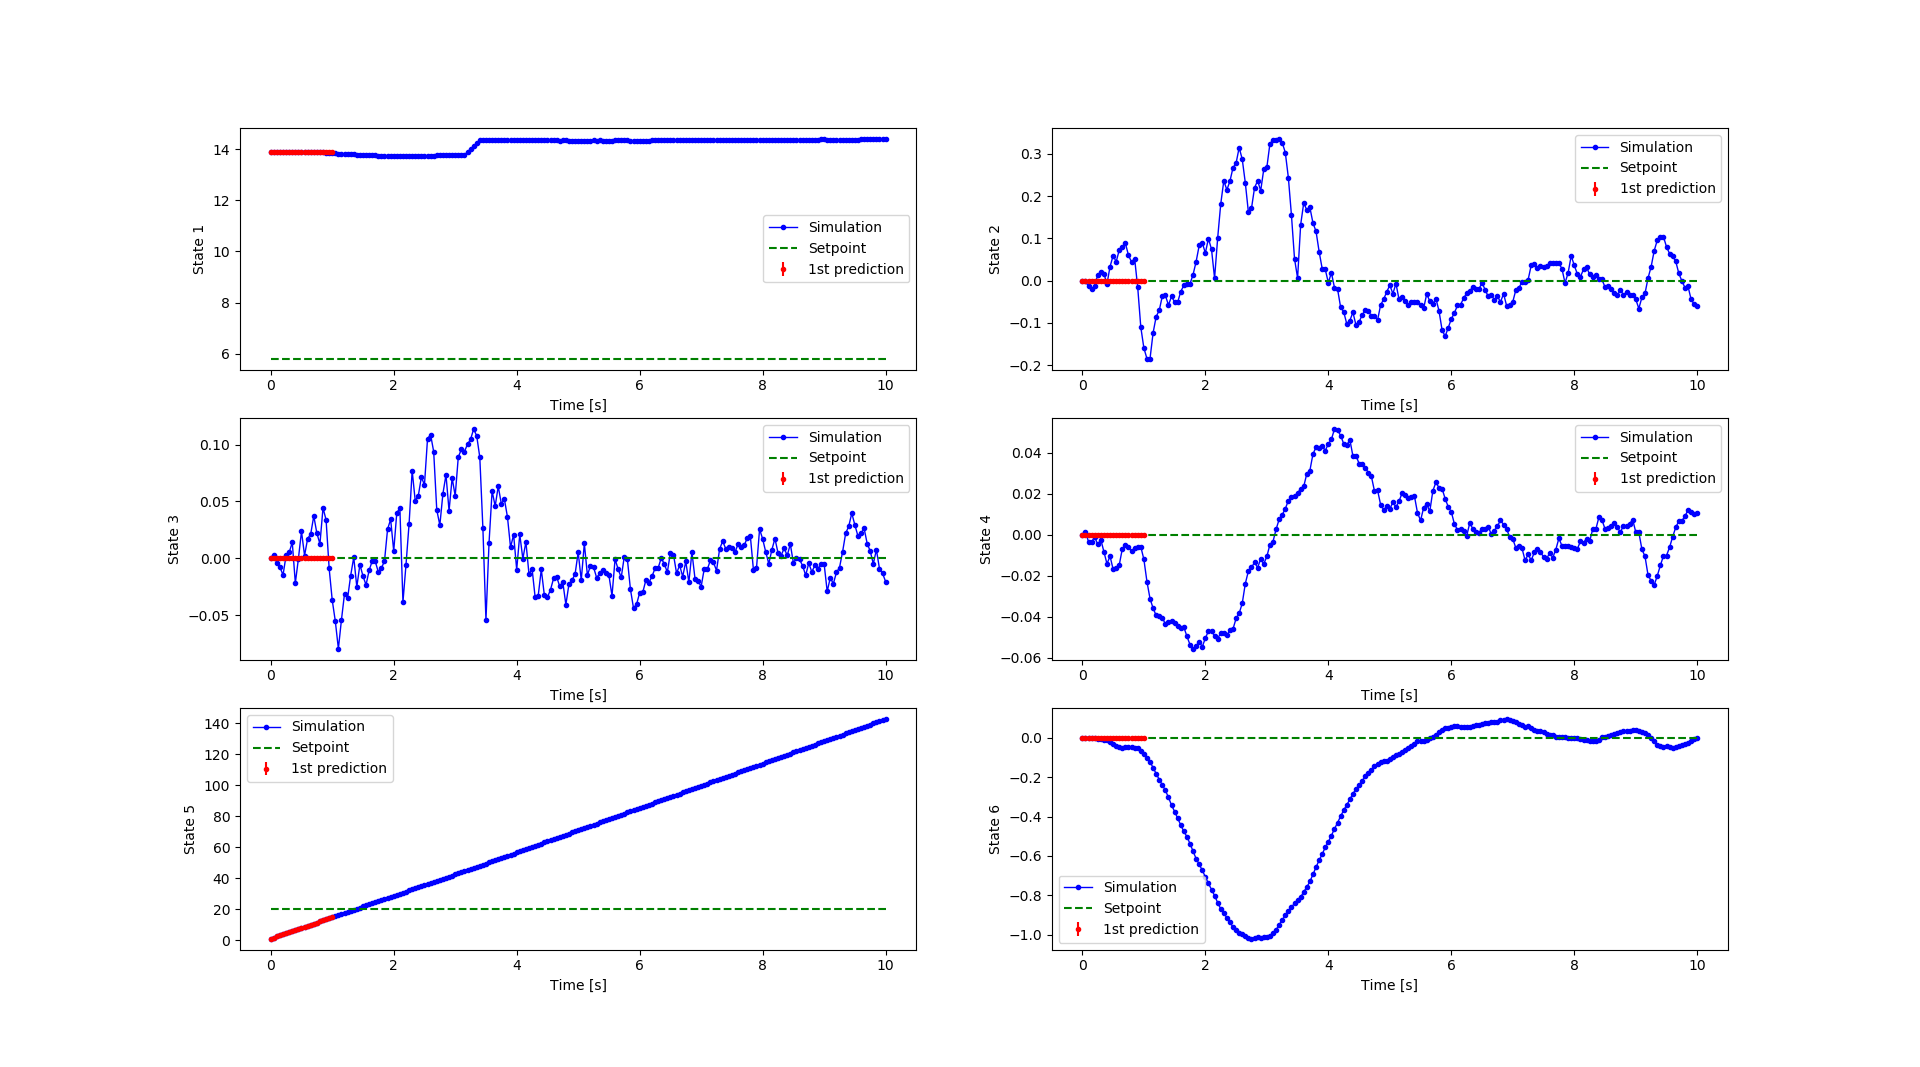 State 1
14
12
10
8
6
Simulation
Setpoint
1st prediction
0 2 4 6 8 10
Time [s]
State 2
0.3
0.2
0.1
0.0
−0.1
−0.2
Simulation
Setpoint
1st prediction
0 2 4 6 8 10
Time [s]
State 3
0.10
0.05
0.00
−0.05
Simulation
Setpoint
1st prediction
0 2 4 6 8 10
Time [s]
State 4
0.04
0.02
0.00
−0.02
−0.04
−0.06
Simulation
Setpoint
1st prediction
0 2 4 6 8 10
Time [s]
State 5
140
120
100
80
60
40
20
0
Simulation
Setpoint
1st prediction
0 2 4 6 8 10
Time [s]
State 6
0.0
−0.2
−0.4
−0.6
−0.8
−1.0
Simulation
Setpoint
1st prediction
0 2 4 6 8 10
Time [s]